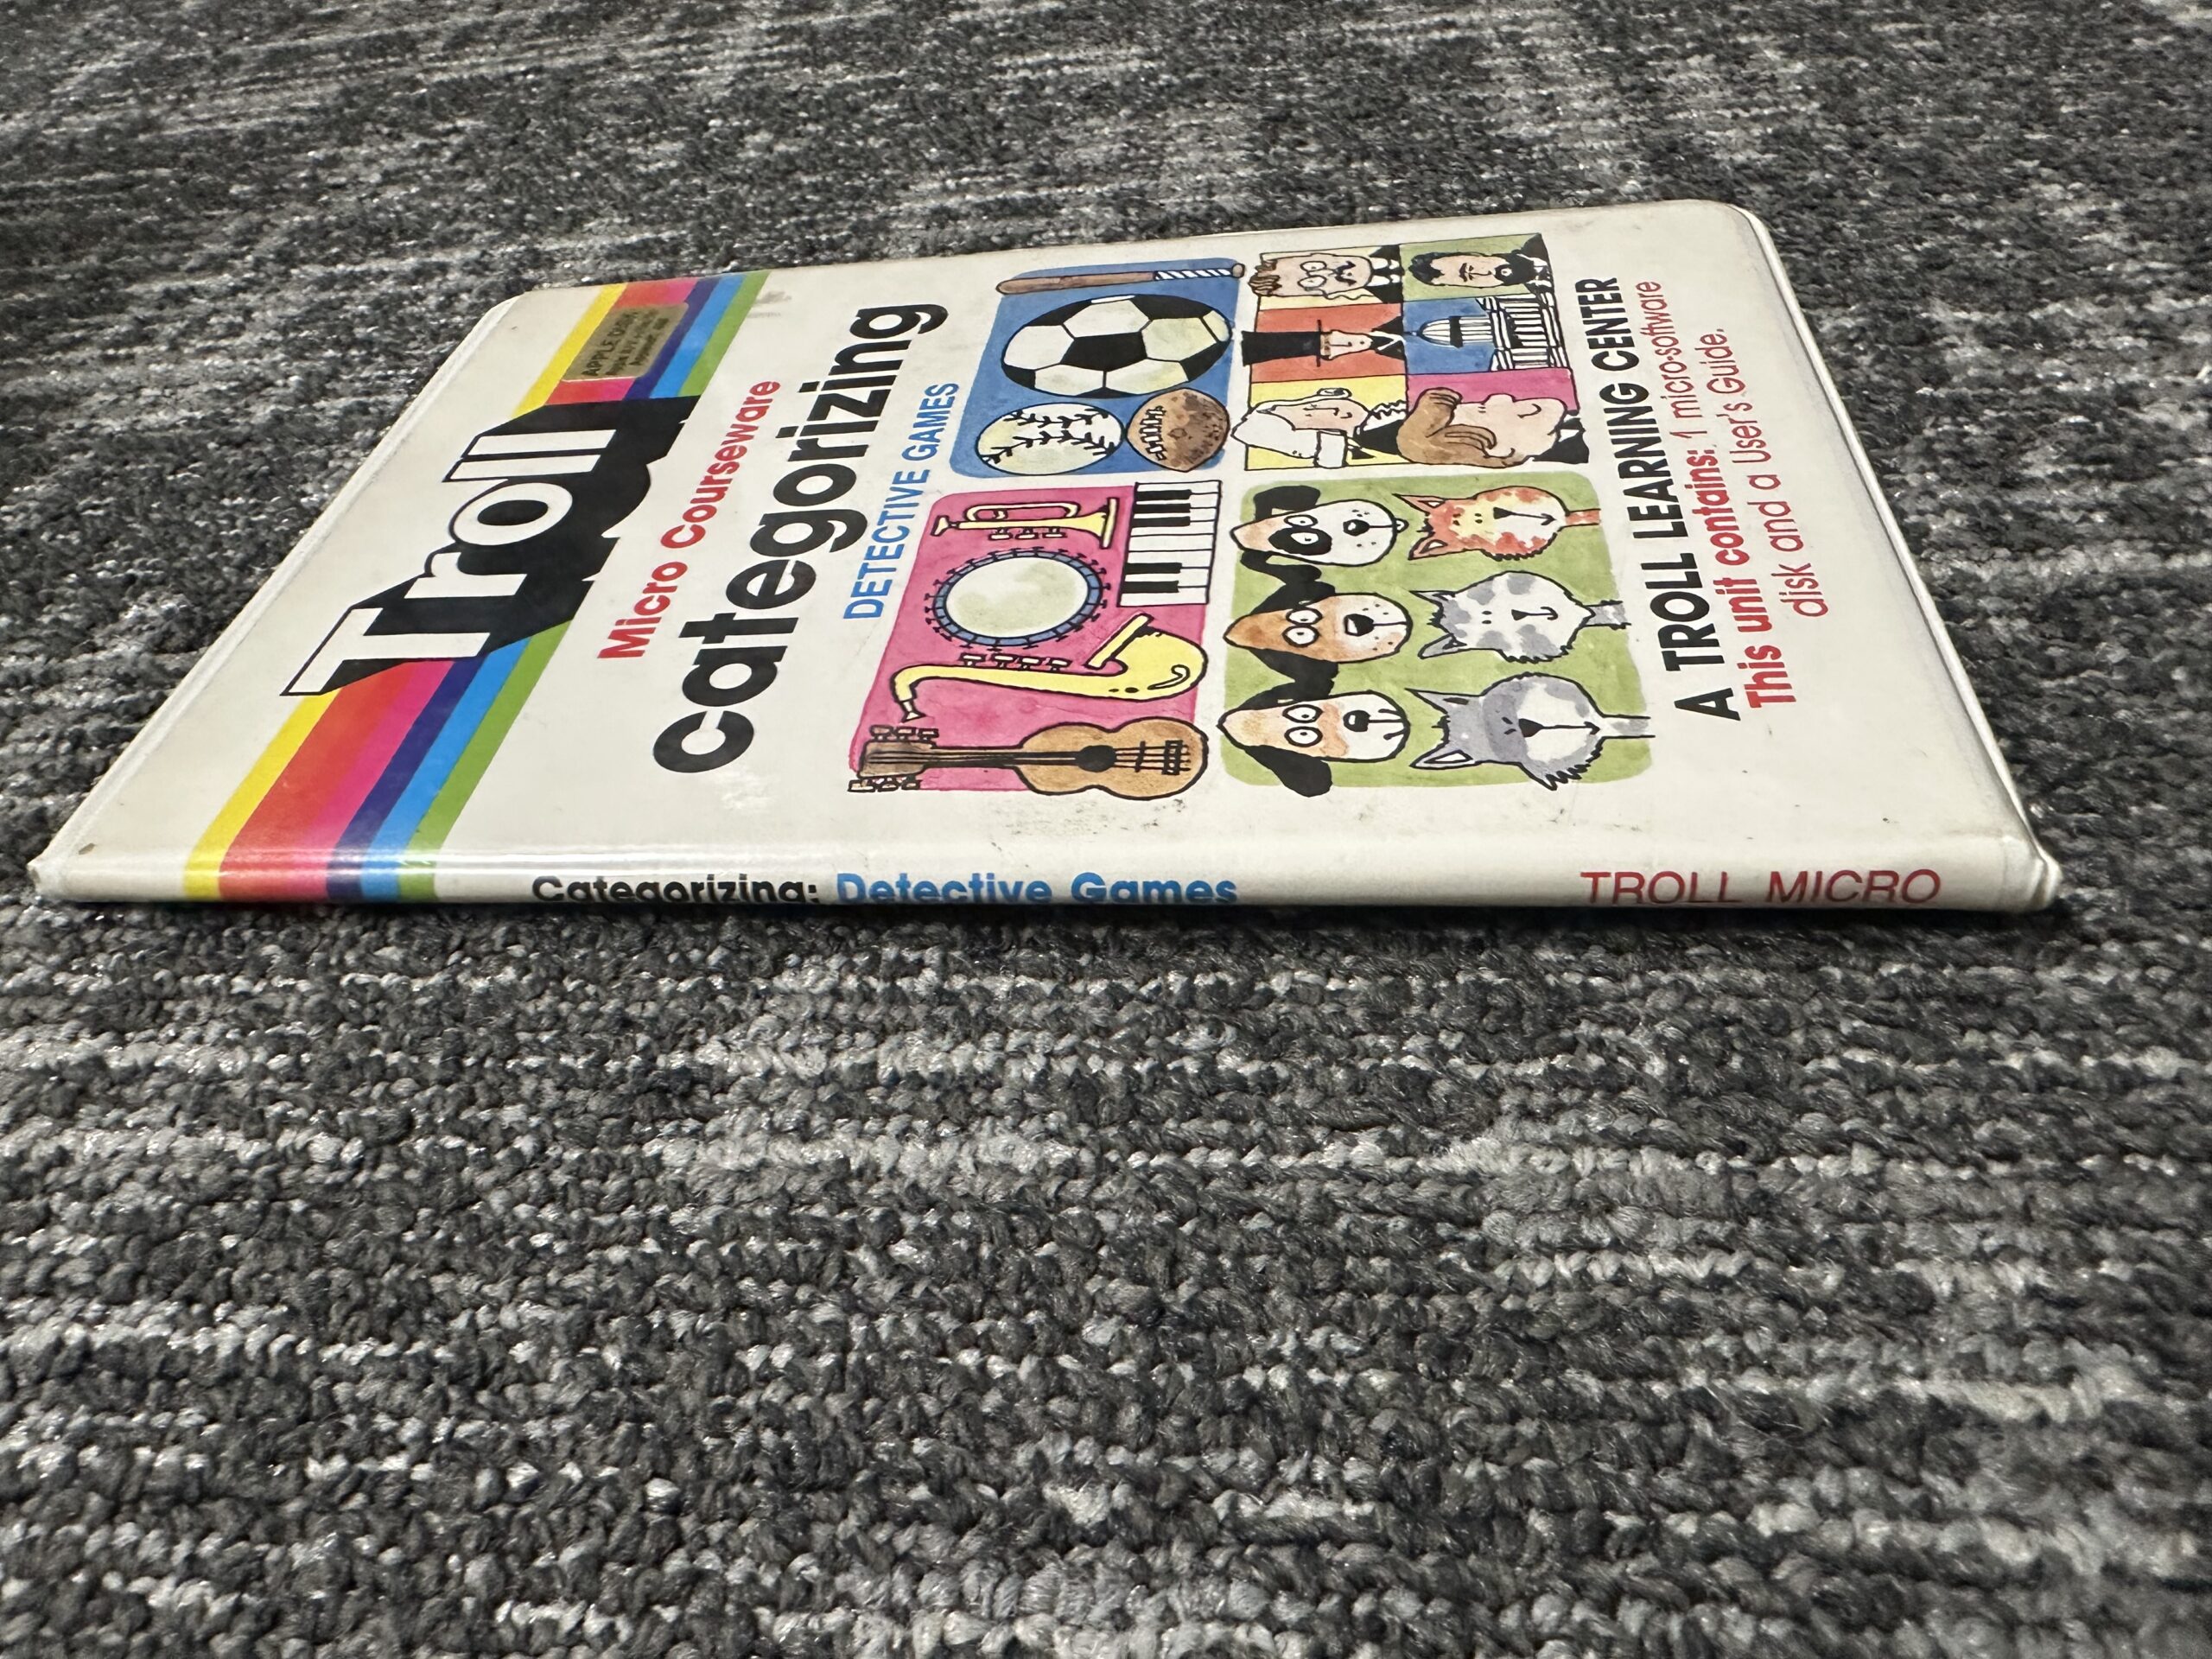 Troll
APPLE DISK
Micro Courseware
categorizing
DETECTIVE GAMES
A TROLL LEARNING CENTER
This unit contains: 1 micro-software
disk and a User's Guide.
Categorizing: Detective Games
TROLL MICRO